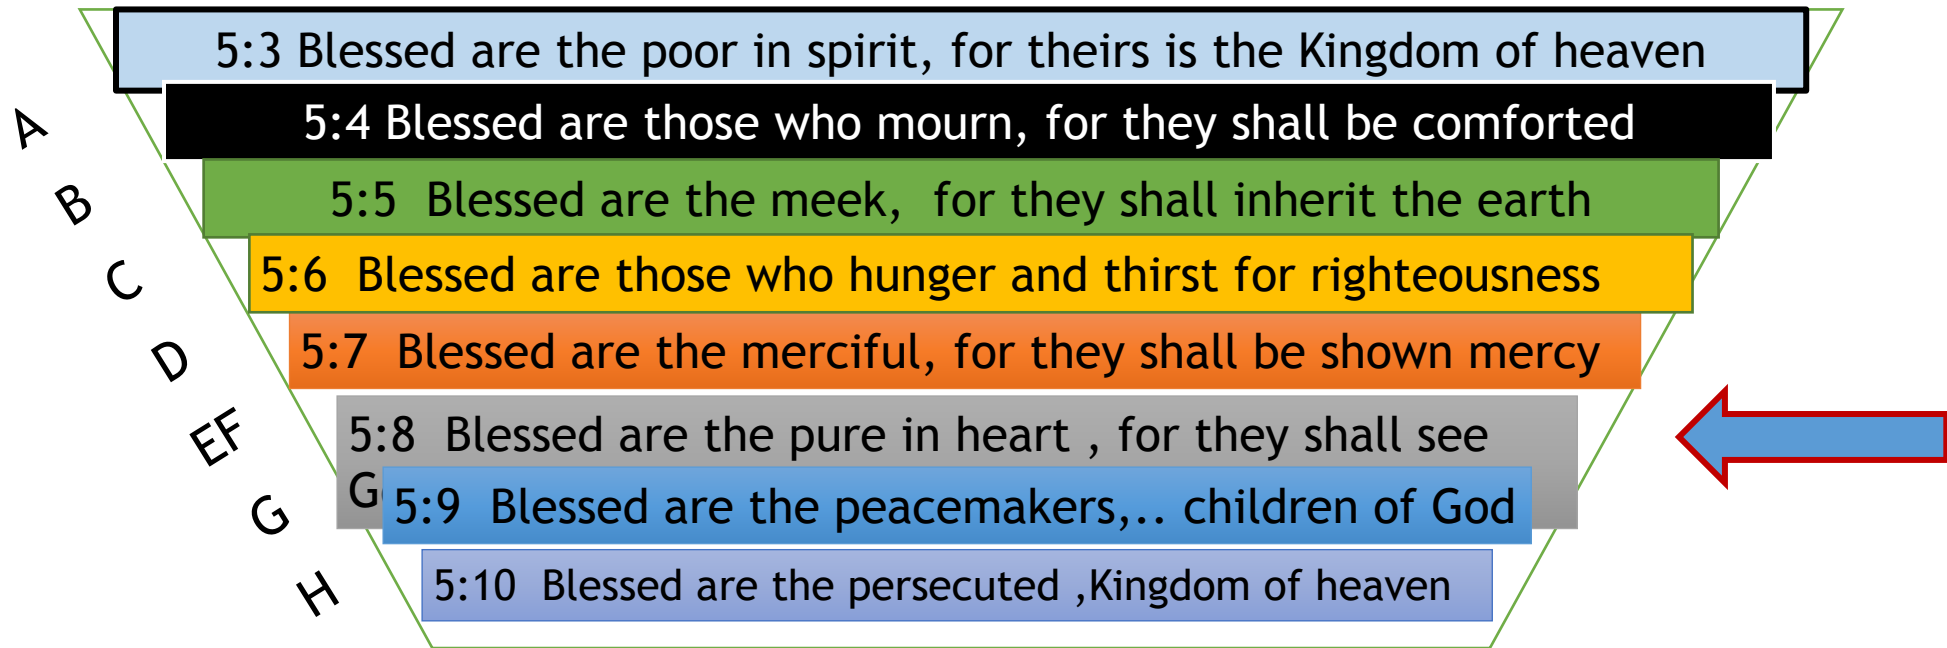 5:3 Blessed are the poor in spirit, for theirs is the Kingdom of heaven
A
5:4 Blessed are those who mourn, for they shall be comforted
B
5:5 Blessed are the meek, for they shall inherit the earth
C
5:6 Blessed are those who hunger and thirst for righteousness
D
5:7 Blessed are the merciful, for they shall be shown mercy
EF
5:8 Blessed are the pure in heart , for they shall see
G
5:9 Blessed are the peacemakers,.. children of God
H
5:10 Blessed are the persecuted ,Kingdom of heaven